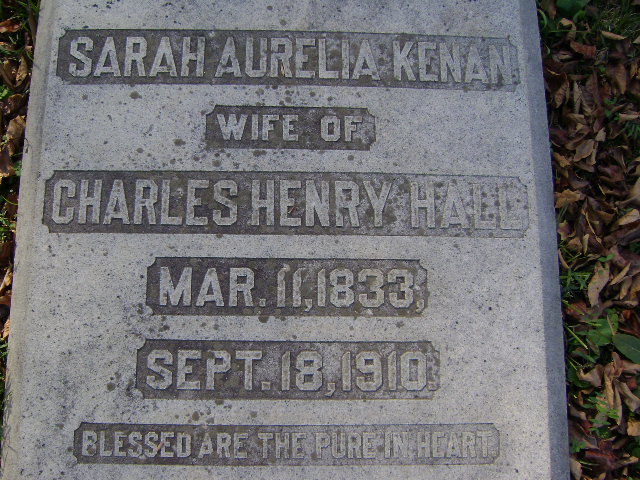 SARAH AURELIA KENAN
WIFE OF
CHARLES HENRY HALL
MAR. 11, 1833,
SEPT. 18, 1910.
BLESSED ARE THE PURE IN HEART.